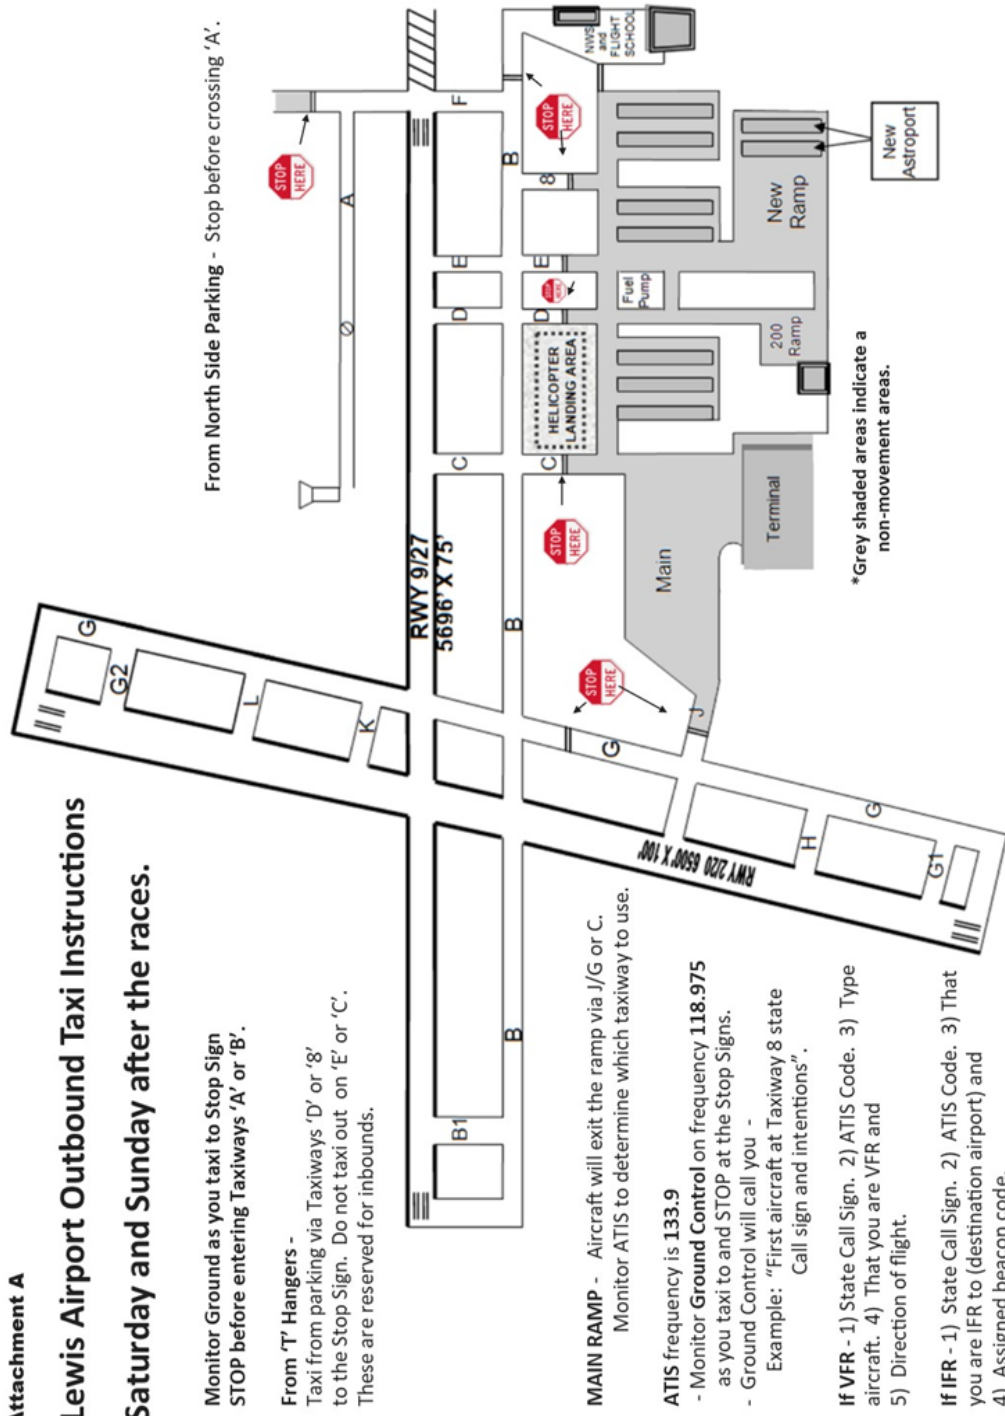 Attachment A
Lewis Airport Outbound Taxi Instructions
Saturday and Sunday after the races.
Monitor Ground as you taxi to Stop Sign
STOP before entering Taxiways ‘A’ or ‘B’.
From ‘T’ Hangers -
Taxi from parking via Taxiways ‘D’ or ‘8’
to the Stop Sign. Do not taxi out on ‘E’ or ‘C’.
These are reserved for inbounds.
MAIN RAMP - Aircraft will exit the ramp via J/G or C.
Monitor ATIS to determine which taxiway to use.
ATIS frequency is 133.9
- Monitor Ground Control on frequency 118.975
as you taxi to and STOP at the Stop Signs.
- Ground Control will call you -
Example: “First aircraft at Taxiway 8 state
Call sign and intentions”.
If VFR - 1) State Call Sign. 2) ATIS Code. 3) Type
aircraft. 4) That you are VFR and
5) Direction of flight.
If IFR - 1) State Call Sign. 2) ATIS Code. 3) That
you are IFR to (destination airport) and
4) Assigned beacon code.
From North Side Parking - Stop before crossing ‘A’.
STOP
HERE
A
G
G2
L
K
RWY 9/27
5696' X 75'
C
D
E
F
B1
B
B
B
C
D
E
8
HELICOPTER
LANDING AREA
STOP
HERE
STOP
HERE
STOP
HERE
STOP
HERE
NWS
and
FLIGHT
SCHOOL
G
J
RWY 2/20 6500' X 100'
H
G
G1
Main
Terminal
Fuel
Pump
200
Ramp
New
Ramp
New
Astroport
*Grey shaded areas indicate a
non-movement areas.